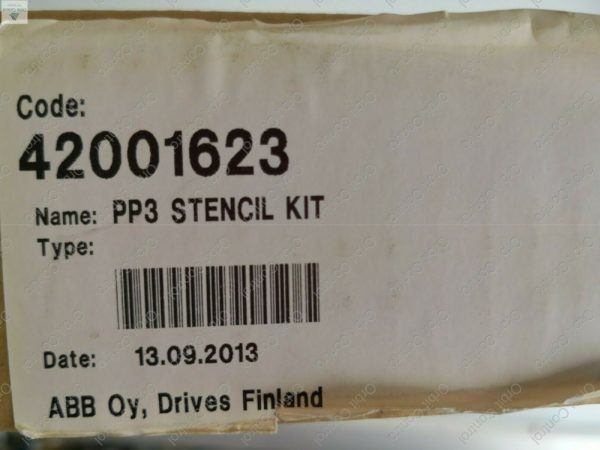 Code:
42001623
Name: PP3 STENCIL KIT
Type:
Date: 13.09.2013
ABB Oy, Drives Finland